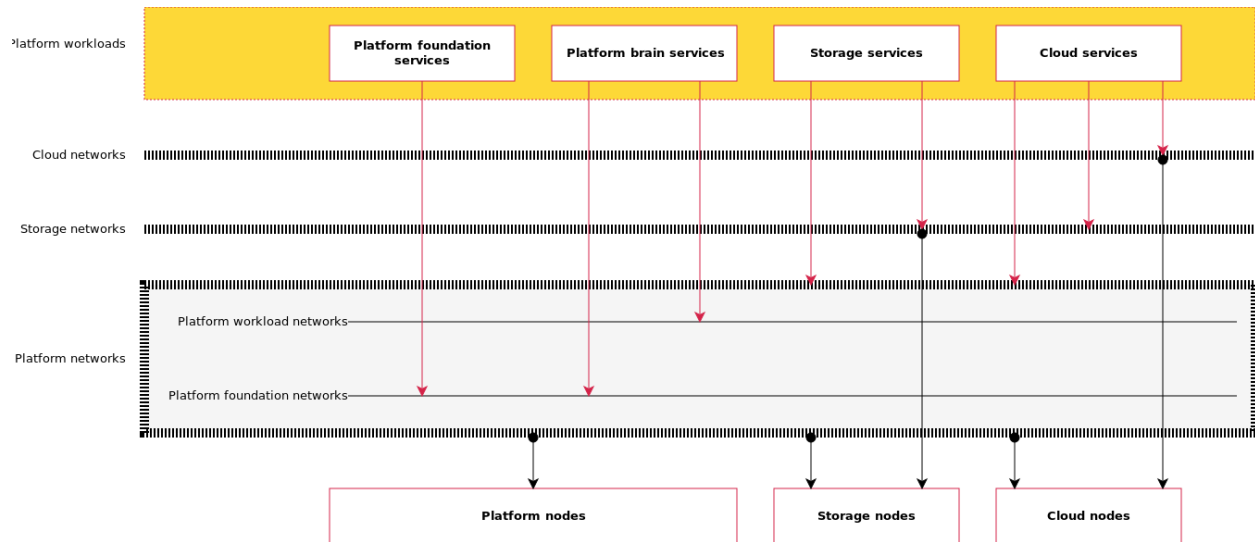 Platform workloads
Platform foundation
services
Platform brain services
Storage services
Cloud services
Cloud networks
Storage networks
Platform workload networks
Platform networks
Platform foundation networks
Platform nodes
Storage nodes
Cloud nodes